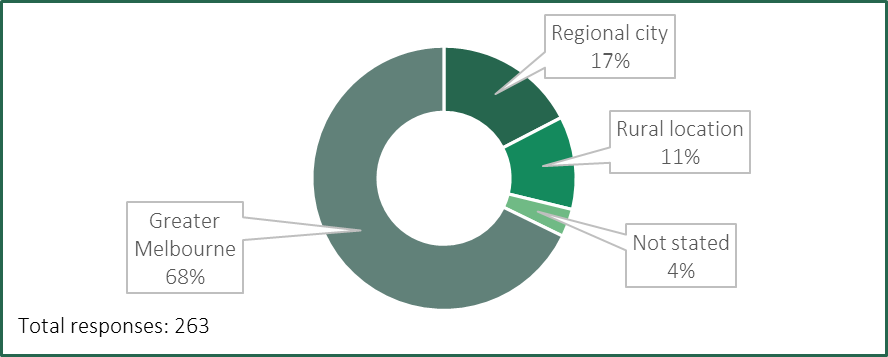 Regional city
17%
Rural location
11%
Not stated
4%
Greater
Melbourne
68%
Total responses: 263